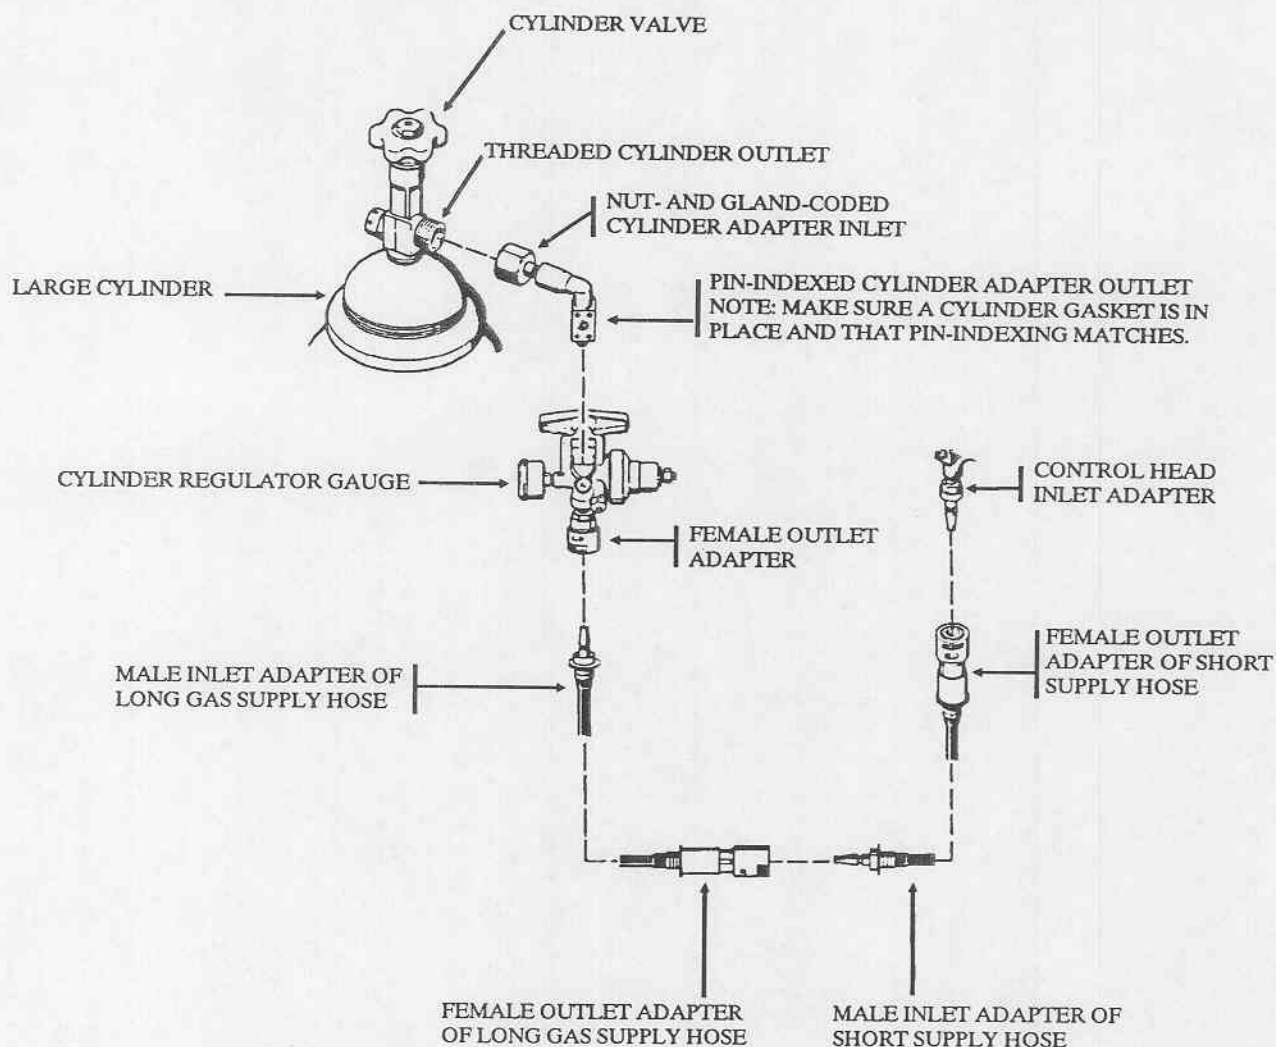 CYLINDER VALVE
THREADED CYLINDER OUTLET
NUT- AND GLAND-CODED
CYLINDER ADAPTER INLET
LARGE CYLINDER
PIN-INDEXED CYLINDER ADAPTER OUTLET
NOTE: MAKE SURE A CYLINDER GASKET IS IN
PLACE AND THAT PIN-INDEXING MATCHES.
CYLINDER REGULATOR GAUGE
CONTROL HEAD
INLET ADAPTER
FEMALE OUTLET
ADAPTER
MALE INLET ADAPTER OF
LONG GAS SUPPLY HOSE
FEMALE OUTLET
ADAPTER OF SHORT
SUPPLY HOSE
FEMALE OUTLET ADAPTER
OF LONG GAS SUPPLY HOSE
MALE INLET ADAPTER OF
SHORT SUPPLY HOSE